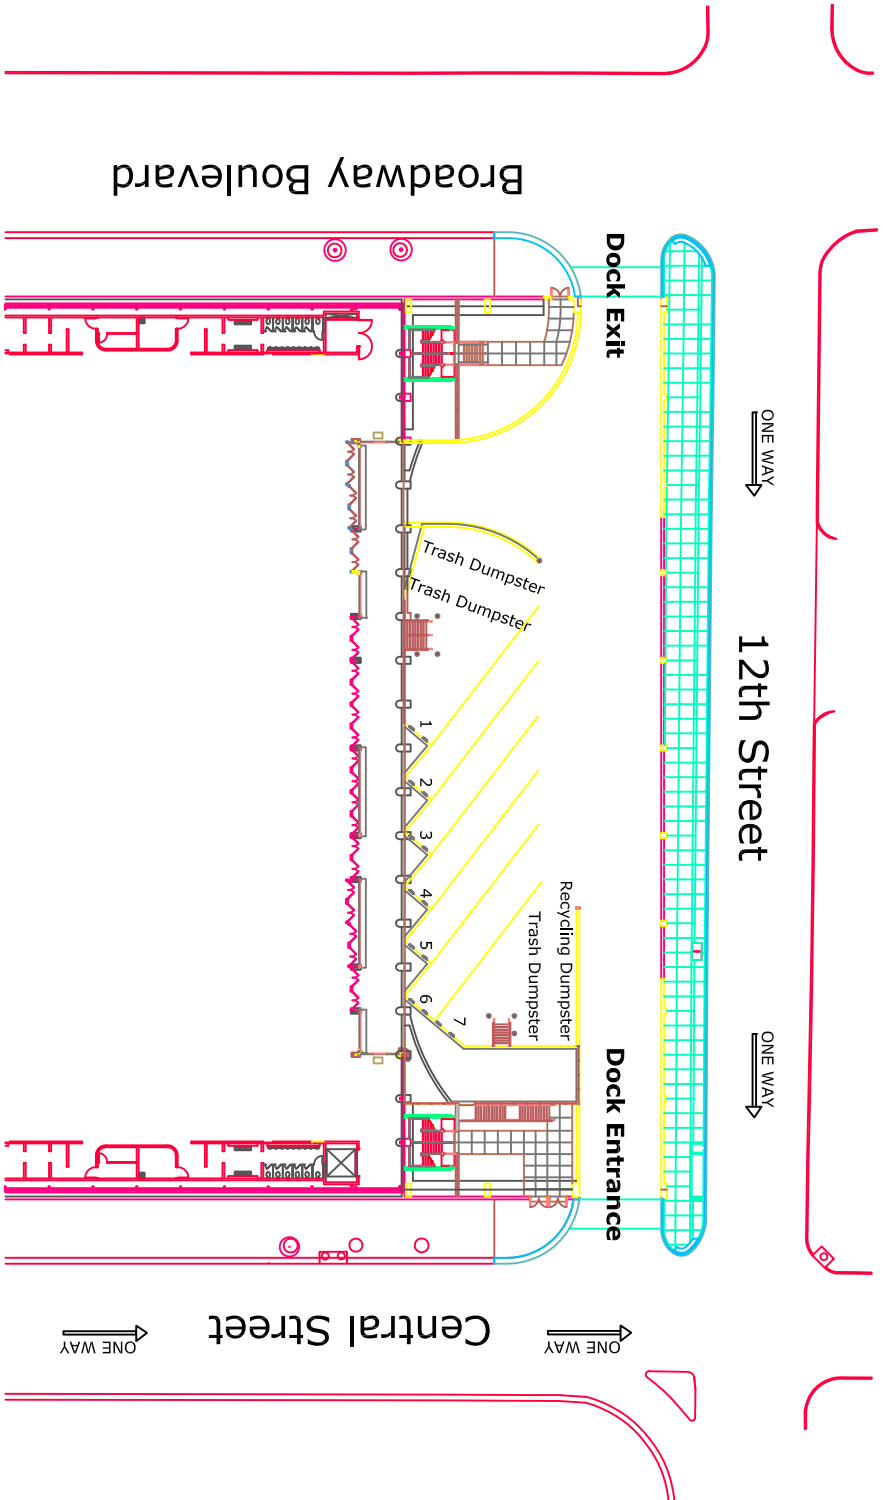 Broadway Boulevard
Dock Exit
ONE WAY
Trash Dumpster
Trash Dumpster
12th Street
1
2
3
4
5
6
7
Recycling Dumpster
Trash Dumpster
ONE WAY
Dock Entrance
Central Street
ONE WAY
ONE WAY